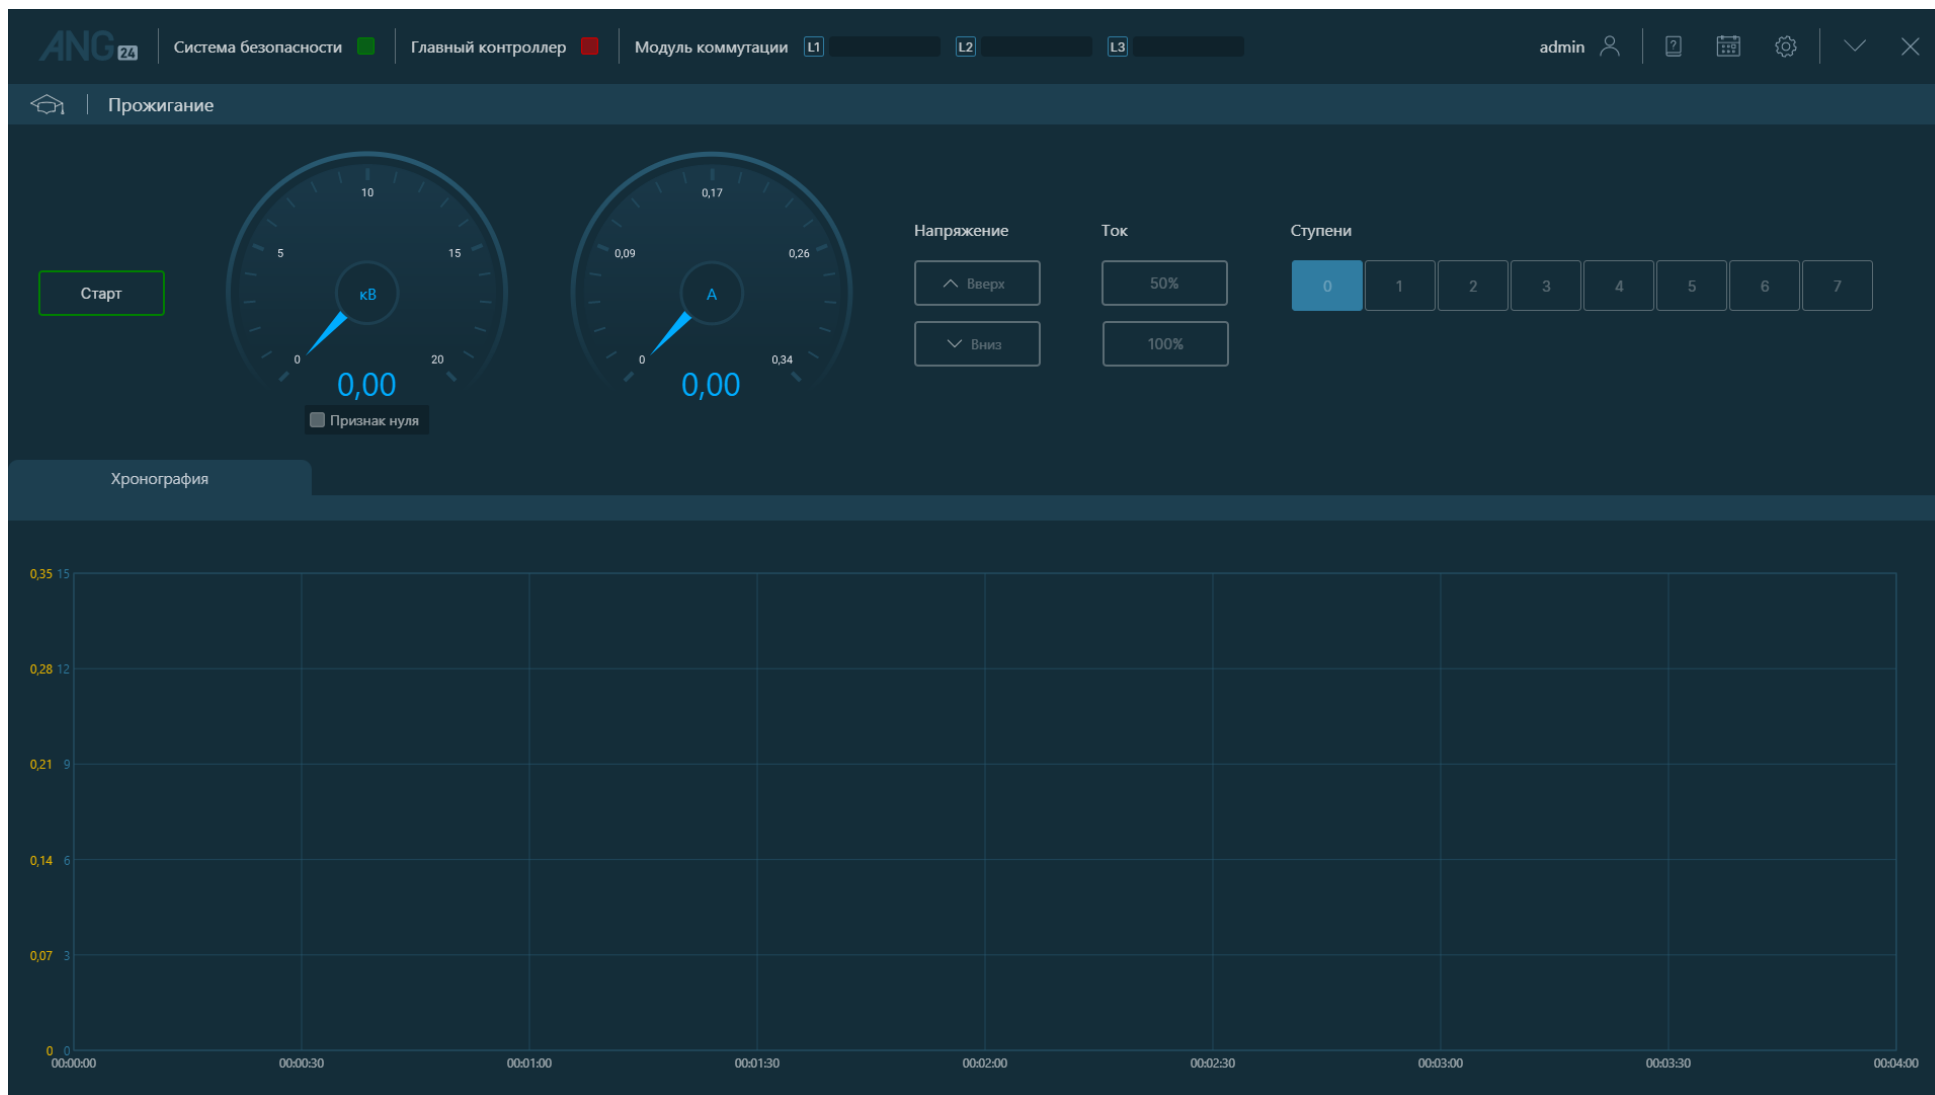 ANG 24 Система безопасности Главный контроллер Модуль коммутации L1 L2 L3 admin
Прожигание
Старт
0 5 10 15 20
кВ
0,00
Признак нуля
0 0,09 0,17 0,26 0,34
А
0,00
Напряжение
Вверх
Вниз
Ток
50%
100%
Ступени
0 1 2 3 4 5 6 7
Хронография
0,35 15
0,28 12
0,21 9
0,14 6
0,07 3
0 0
00:00:00 00:00:30 00:01:00 00:01:30 00:02:00 00:02:30 00:03:00 00:03:30 00:04:00